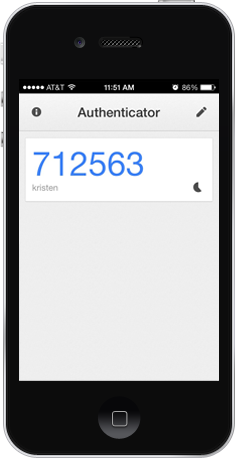 AT&T 11:51 AM 86%
Authenticator
712563
kristen